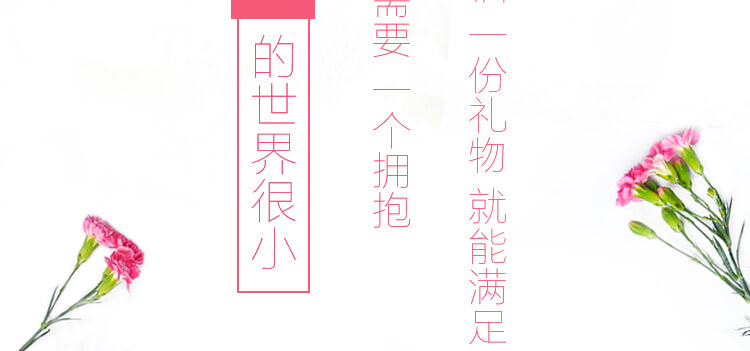 的世界很小
需要 一个拥抱
一份礼物 就能满足